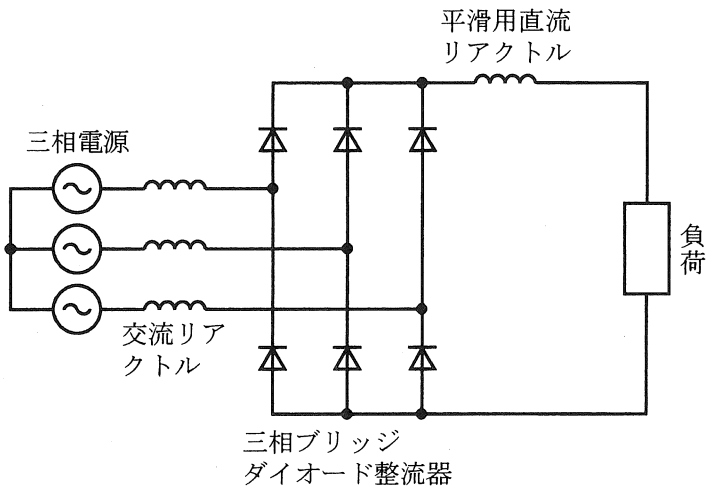 平滑用直流
リアクトル
三相電源
負荷
交流リア
クトル
三相ブリッジ
ダイオード整流器